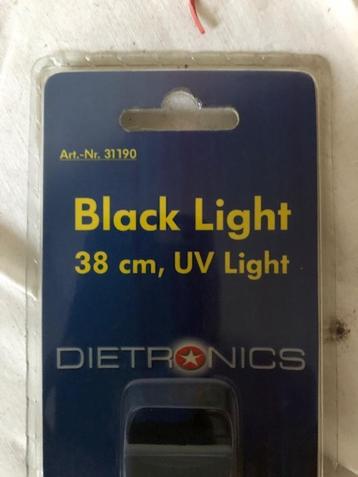 Art.-Nr. 31190
Black Light
38 cm, UV Light
DIETRONICS